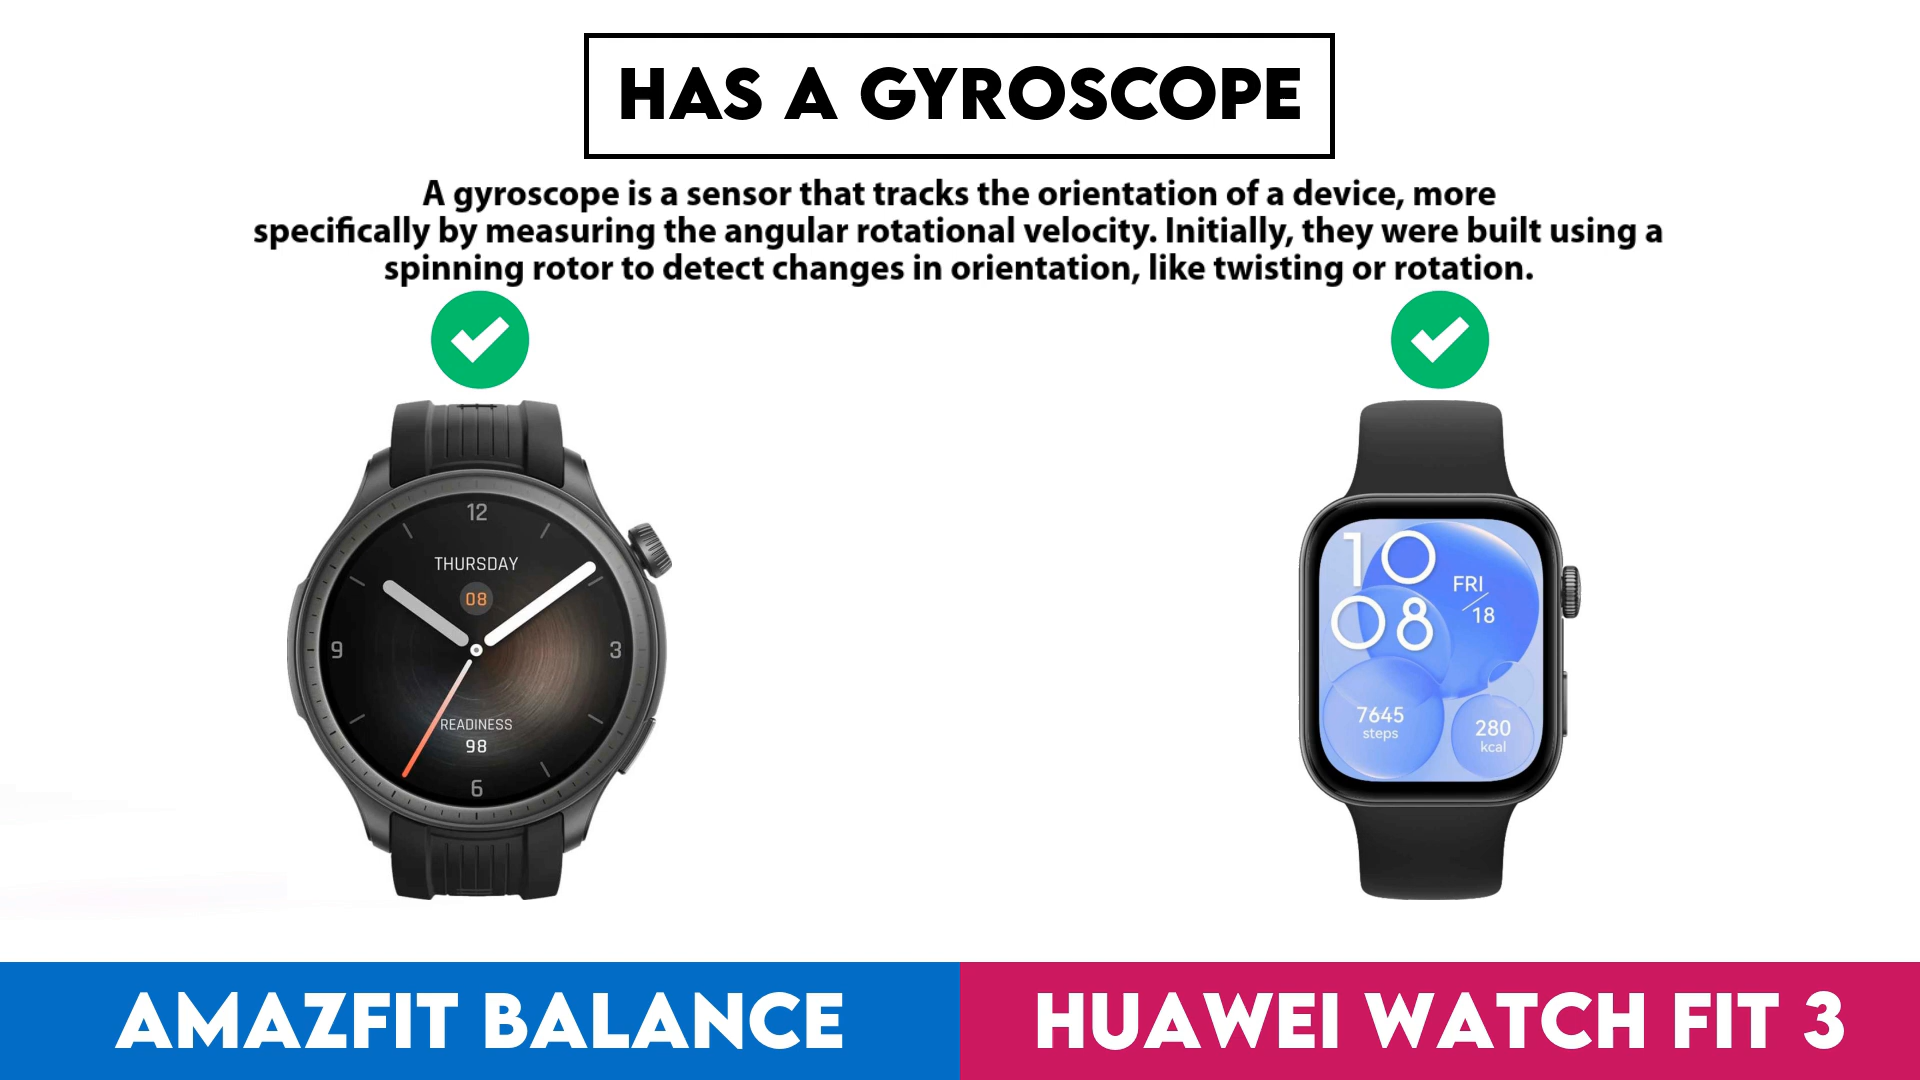 HAS A GYROSCOPE
A gyroscope is a sensor that tracks the orientation of a device, more
specifically by measuring the angular rotational velocity. Initially, they were built using a
spinning rotor to detect changes in orientation, like twisting or rotation.
12
THURSDAY
08
9
3
READINESS
98
6
10
08
FRI
18
7645
steps
280
kcal
AMAZFIT BALANCE
HUAWEI WATCH FIT 3